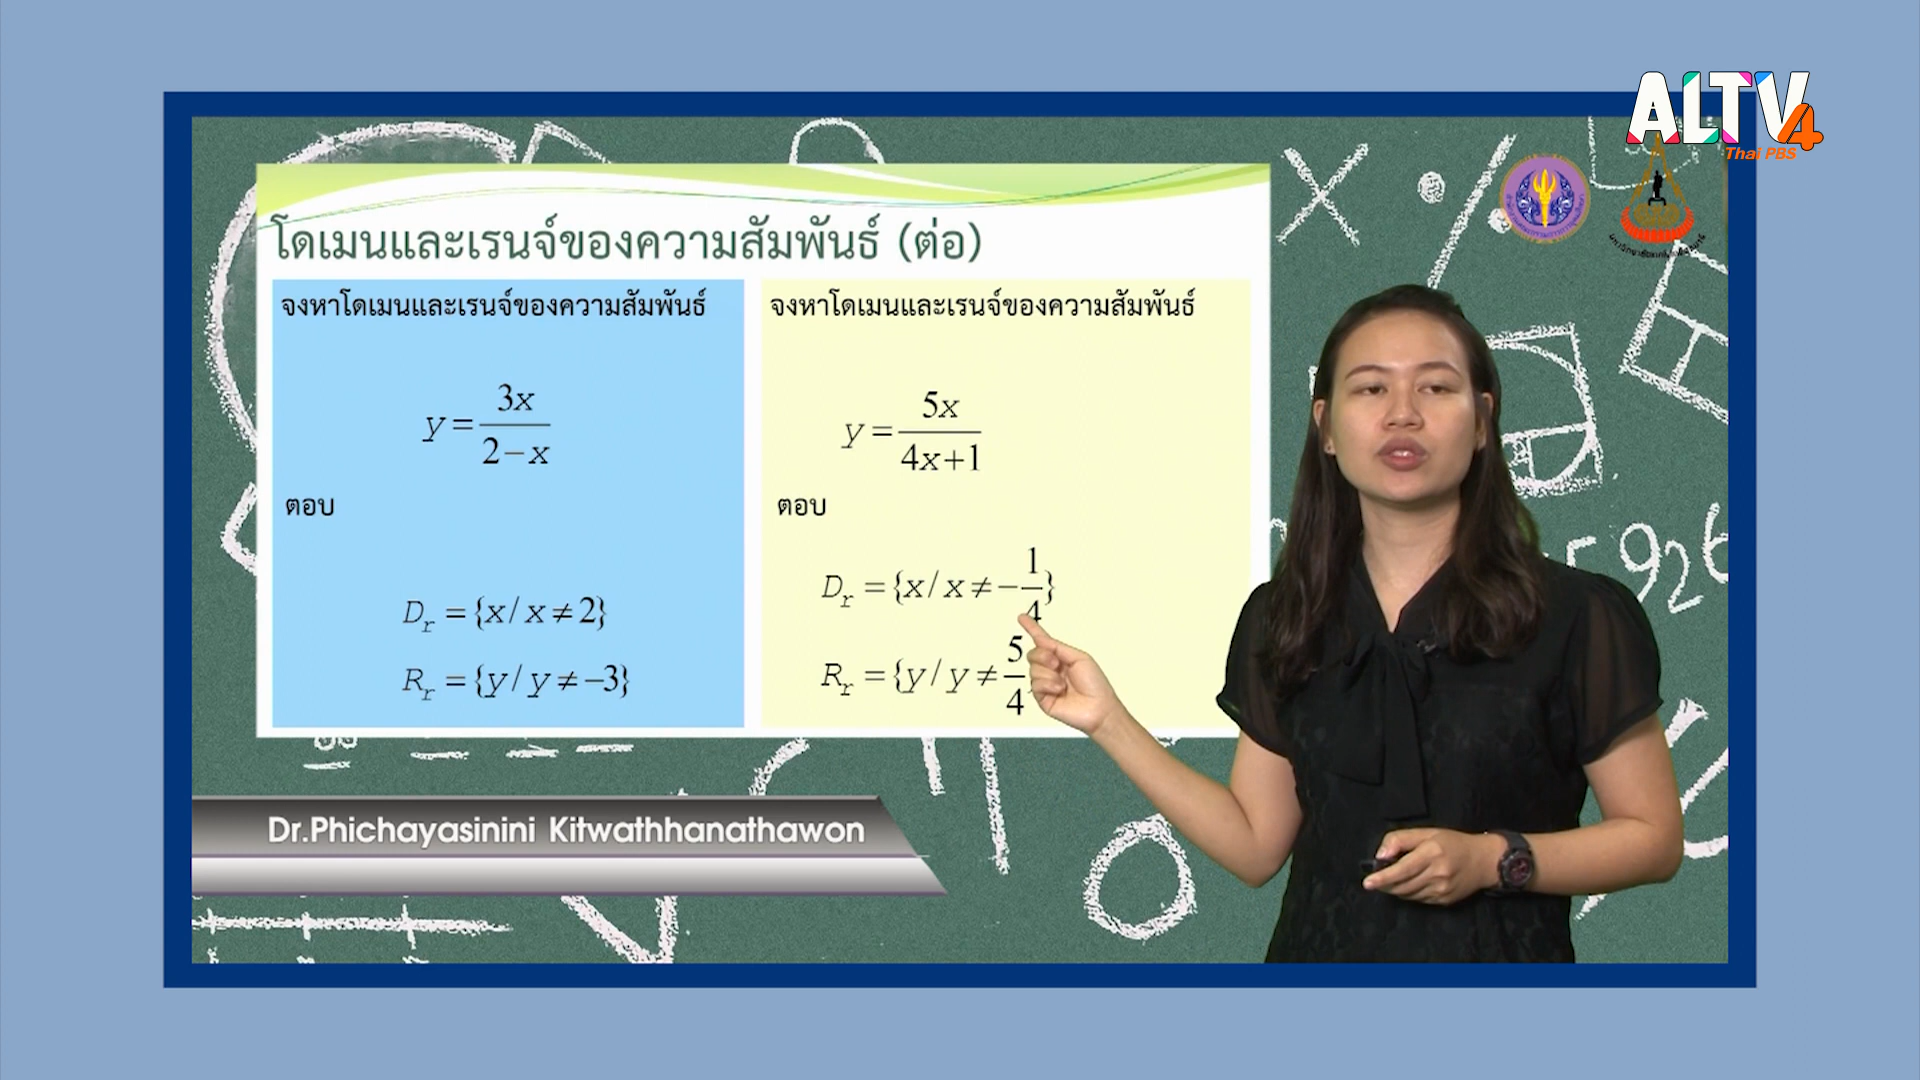 ALTV4
Thai PBS
โดเมนและเรนจ์ของความสัมพันธ์ (ต่อ)
จงหาโดเมนและเรนจ์ของความสัมพันธ์
y = 3x / 2 − x
ตอบ
D_r = {x / x ≠ 2}
R_r = {y / y ≠ −3}
จงหาโดเมนและเรนจ์ของความสัมพันธ์
y = 5x / 4x + 1
ตอบ
D_r = {x / x ≠ − 1/4}
R_r = {y / y ≠ 5/4
Dr.Phichayasinini Kitwathhanathawon